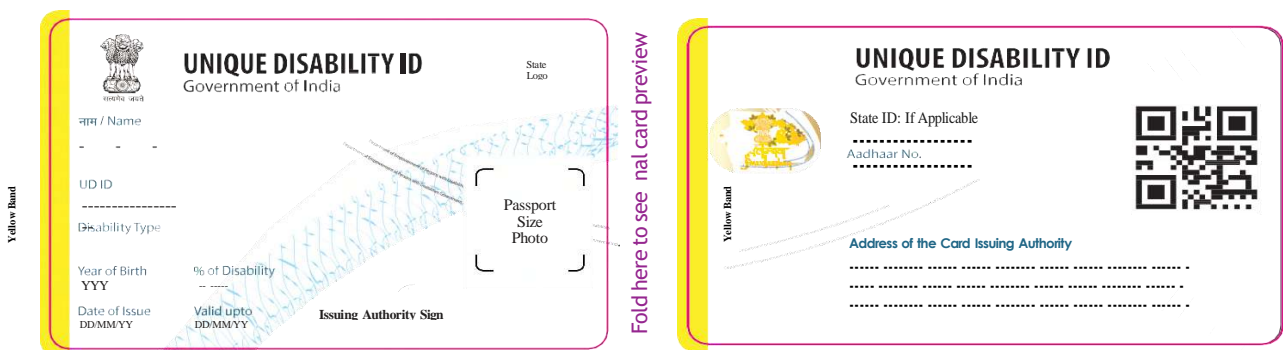 UNIQUE DISABILITY ID
Government of India
State
Logo
सत्यमेव जयते
नाम / Name
- - -
UD ID
----------------
Disability Type
Passport
Size
Photo
Yellow Band
Year of Birth % of Disability
YYY -- -----
Date of Issue Valid upto
DD/MM/YY DD/MM/YY
Issuing Authority Sign
Fold here to see nal card preview
UNIQUE DISABILITY ID
Government of India
State ID: If Applicable
Aadhaar No.
Yellow Band
Address of the Card Issuing Authority